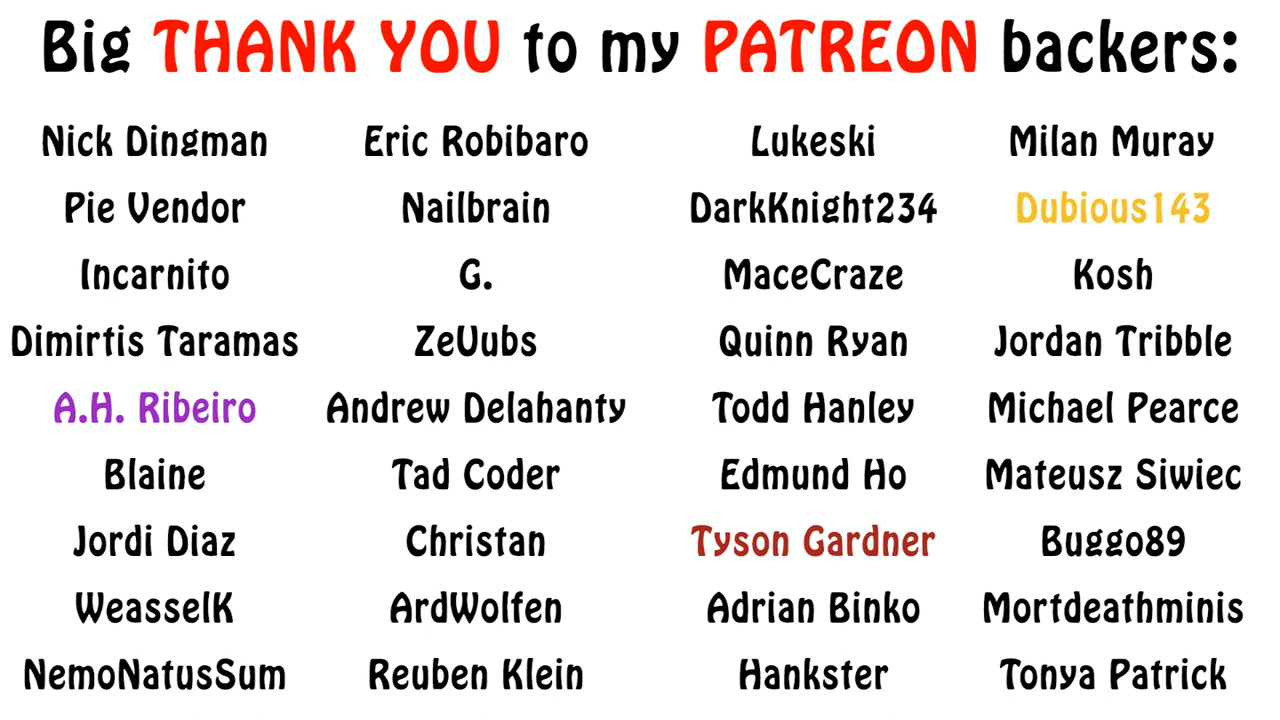 Big THANK YOU to my PATREON backers:
Nick Dingman Eric Robibaro Lukeski Milan Muray
Pie Vendor Nailbrain DarkKnight234 Dubious143
Incarnito G. MaceCraze Kosh
Dimirtis Taramas ZeVubs Quinn Ryan Jordan Tribble
A.H. Ribeiro Andrew Delahanty Todd Hanley Michael Pearce
Blaine Tad Coder Edmund Ho Mateusz Siwiec
Jordi Diaz Christan Tyson Gardner Buggo89
WeasselK ArdWolfen Adrian Binko Mortdeathminis
NemoNatusSum Reuben Klein Hankster Tonya Patrick